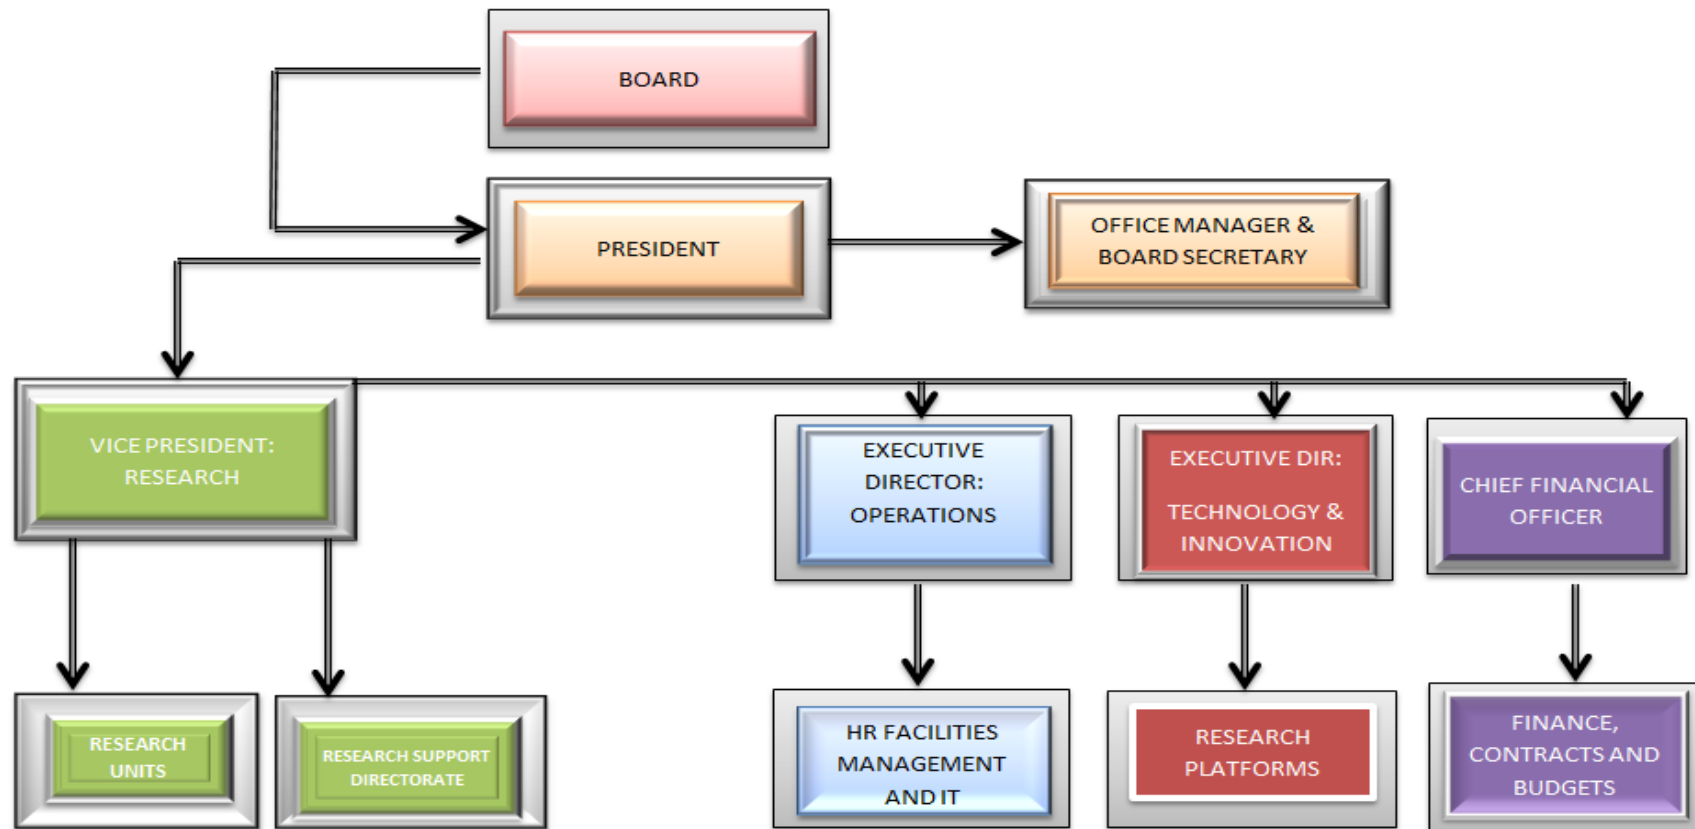 BOARD
PRESIDENT
OFFICE MANAGER &
BOARD SECRETARY
VICE PRESIDENT:
RESEARCH
EXECUTIVE
DIRECTOR:
OPERATIONS
EXECUTIVE DIR:
TECHNOLOGY &
INNOVATION
CHIEF FINANCIAL
OFFICER
RESEARCH
UNITS
RESEARCH SUPPORT
DIRECTORATE
HR FACILITIES
MANAGEMENT
AND IT
RESEARCH
PLATFORMS
FINANCE,
CONTRACTS AND
BUDGETS